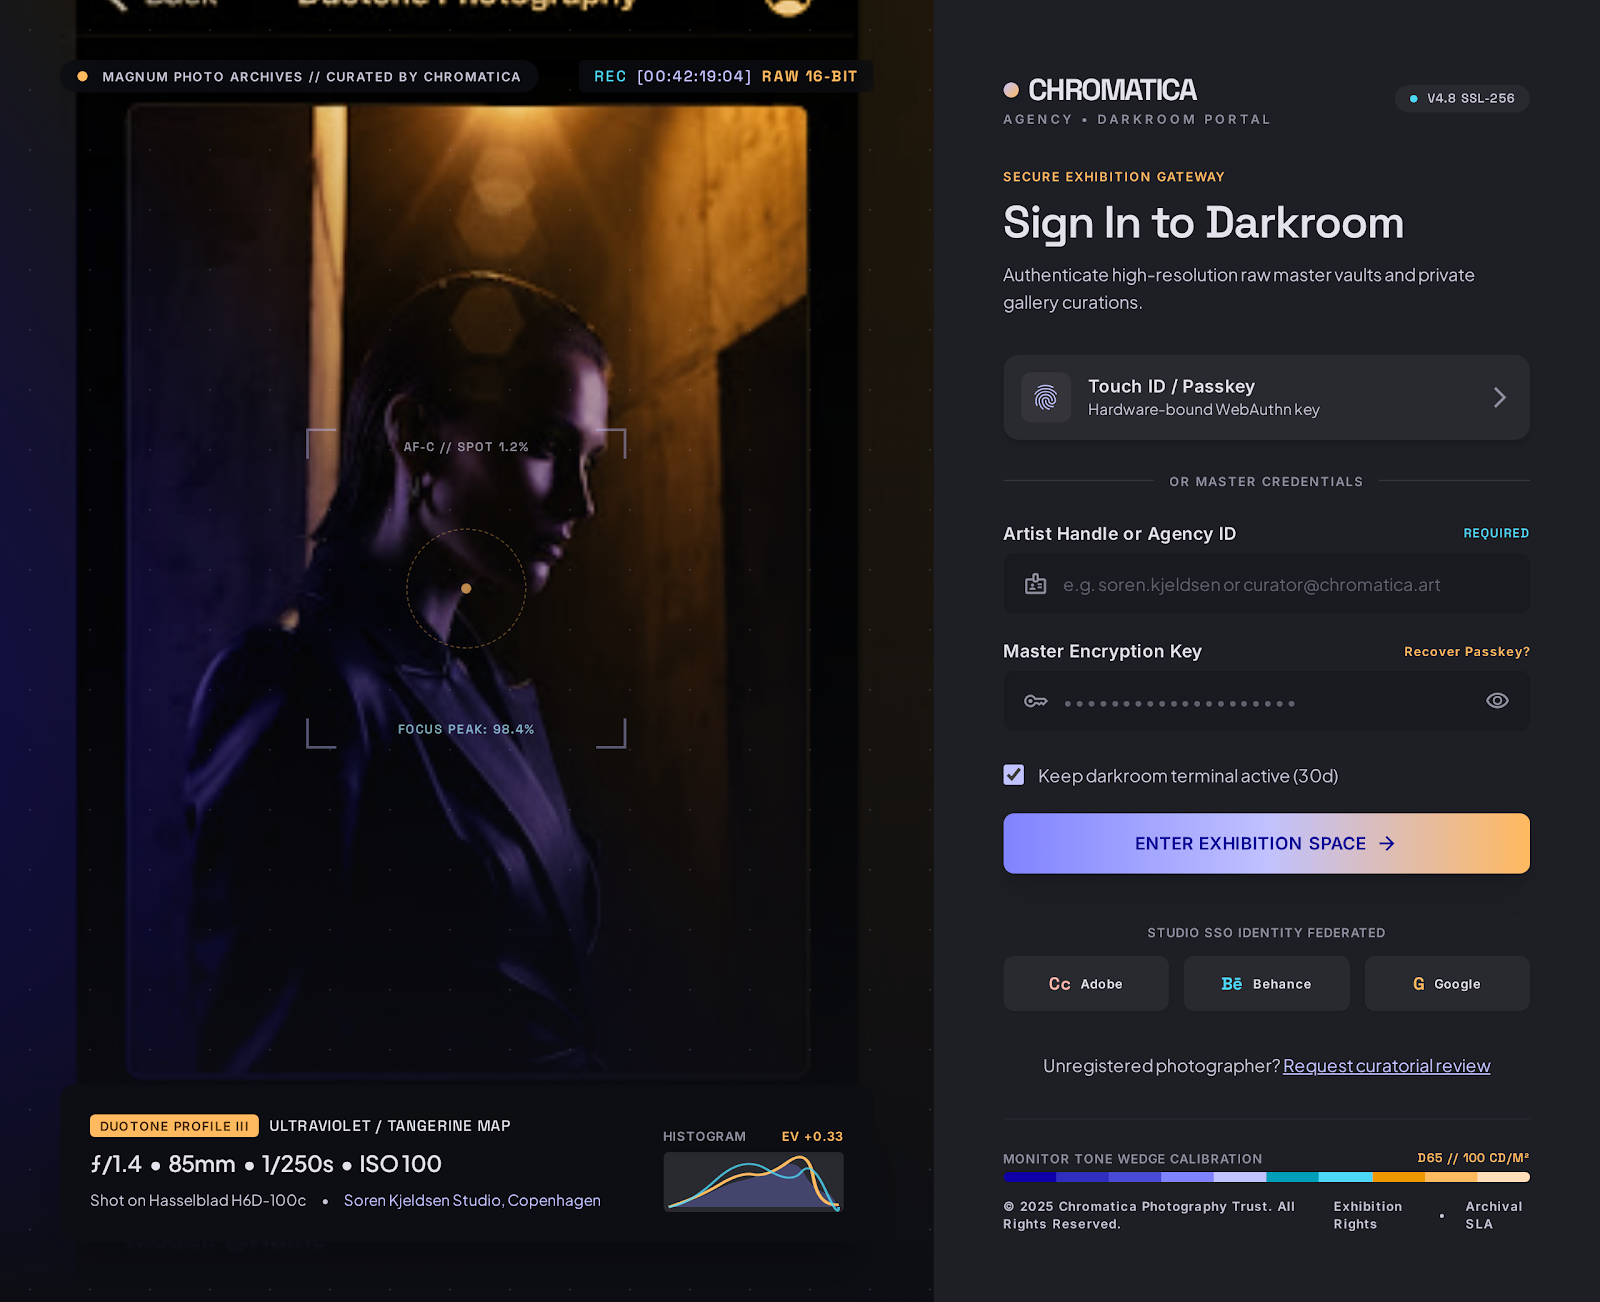 Back
Duotone Photography
MAGNUM PHOTO ARCHIVES // CURATED BY CHROMATICA
REC [00:42:19:04] RAW 16-BIT
AF-C // SPOT 1.2%
FOCUS PEAK: 98.4%
DUOTONE PROFILE III ULTRAVIOLET / TANGERINE MAP
ƒ/1.4 • 85mm • 1/250s • ISO 100
Shot on Hasselblad H6D-100c • Soren Kjeldsen Studio, Copenhagen
HISTOGRAM EV +0.33
CHROMATICA
AGENCY • DARKROOM PORTAL
V4.8 SSL-256
SECURE EXHIBITION GATEWAY
Sign In to Darkroom
Authenticate high-resolution raw master vaults and private
gallery curations.
Touch ID / Passkey
Hardware-bound WebAuthn key
OR MASTER CREDENTIALS
Artist Handle or Agency ID REQUIRED
e.g. soren.kjeldsen or curator@chromatica.art
Master Encryption Key Recover Passkey?
Keep darkroom terminal active (30d)
ENTER EXHIBITION SPACE →
STUDIO SSO IDENTITY FEDERATED
Cc Adobe
Bē Behance
G Google
Unregistered photographer? Request curatorial review
MONITOR TONE WEDGE CALIBRATION D65 // 100 CD/M²
© 2025 Chromatica Photography Trust. All
Rights Reserved.
Exhibition
Rights
•
Archival
SLA